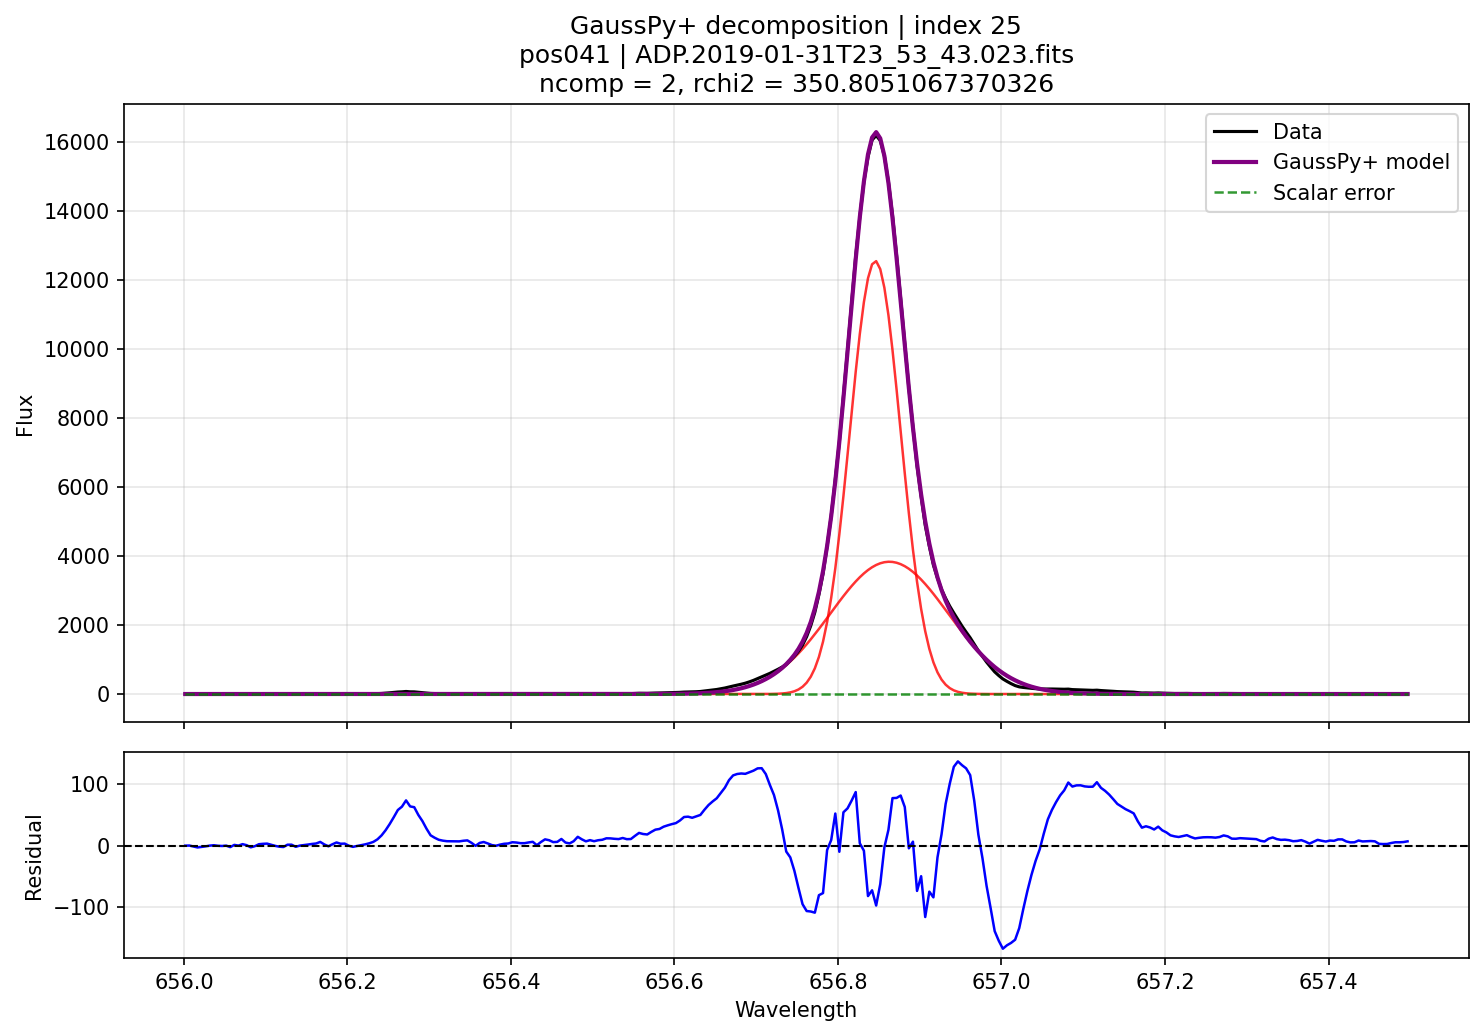 GaussPy+ decomposition | index 25
pos041 | ADP.2019-01-31T23_53_43.023.fits
ncomp = 2, rchi2 = 350.8051067370326
Data
GaussPy+ model
Scalar error
Flux
16000
14000
12000
10000
8000
6000
4000
2000
0
Residual
100
0
−100
656.0
656.2
656.4
656.6
656.8
657.0
657.2
657.4
Wavelength